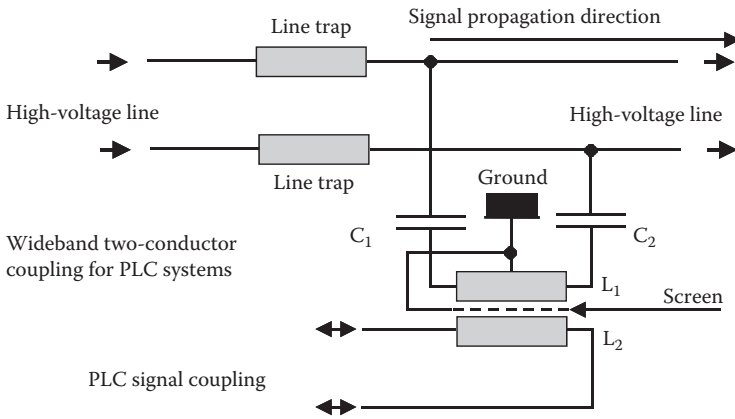 Signal propagation direction
Line trap
High-voltage line
High-voltage line
Line trap
Ground
C1
C2
Wideband two-conductor
coupling for PLC systems
L1
Screen
L2
PLC signal coupling